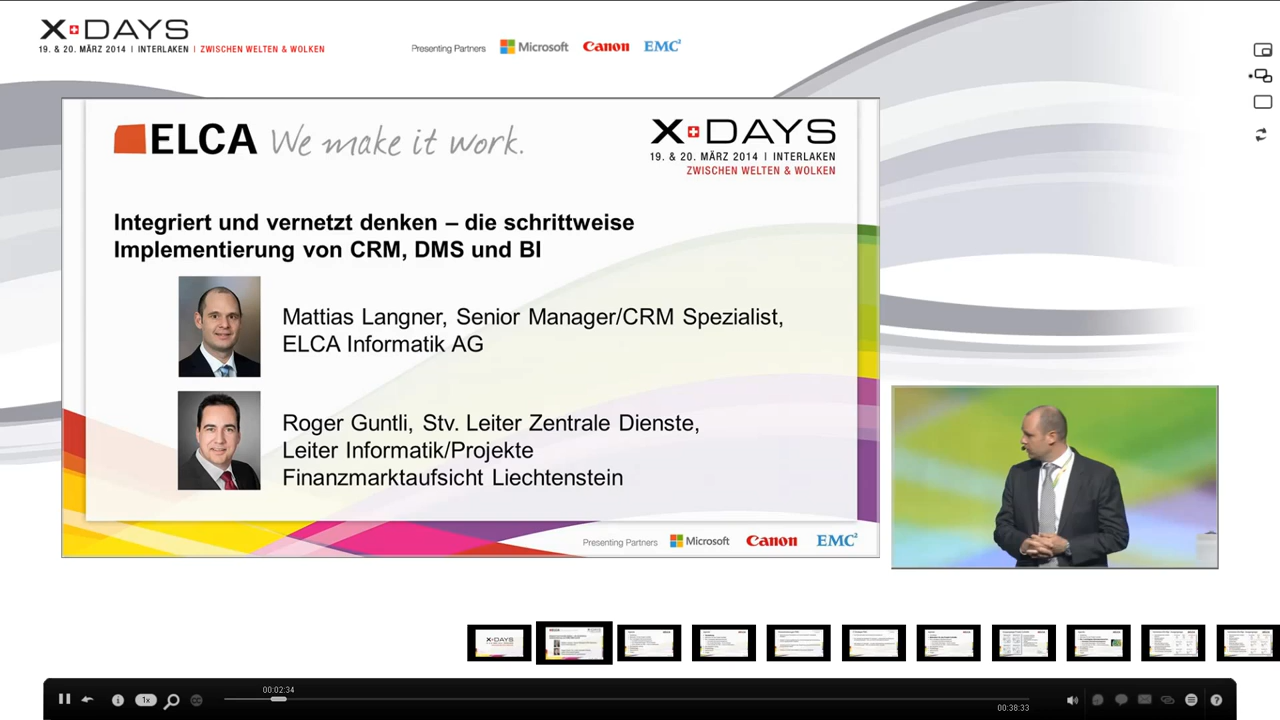 X DAYS
19. & 20. MÄRZ 2014 | INTERLAKEN | ZWISCHEN WELTEN & WOLKEN
Presenting Partners Microsoft Canon EMC²
ELCA We make it work.
X DAYS
19. & 20. MÄRZ 2014 | INTERLAKEN
ZWISCHEN WELTEN & WOLKEN
Integriert und vernetzt denken – die schrittweise
Implementierung von CRM, DMS und BI
Mattias Langner, Senior Manager/CRM Spezialist,
ELCA Informatik AG
Roger Guntli, Stv. Leiter Zentrale Dienste,
Leiter Informatik/Projekte
Finanzmarktaufsicht Liechtenstein
Presenting Partners Microsoft Canon EMC²
X DAYS
00:02:34
1x
00:38:33